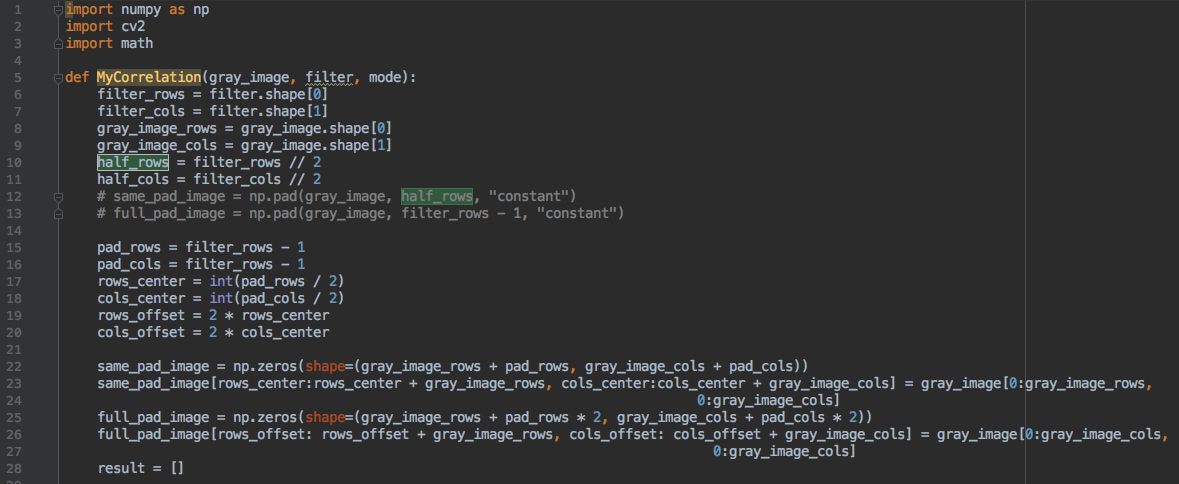 1 import numpy as np
2 import cv2
3 import math
4
5 def MyCorrelation(gray_image, filter, mode):
6     filter_rows = filter.shape[0]
7     filter_cols = filter.shape[1]
8     gray_image_rows = gray_image.shape[0]
9     gray_image_cols = gray_image.shape[1]
10     half_rows = filter_rows // 2
11     half_cols = filter_cols // 2
12     # same_pad_image = np.pad(gray_image, half_rows, "constant")
13     # full_pad_image = np.pad(gray_image, filter_rows - 1, "constant")
14
15     pad_rows = filter_rows - 1
16     pad_cols = filter_rows - 1
17     rows_center = int(pad_rows / 2)
18     cols_center = int(pad_cols / 2)
19     rows_offset = 2 * rows_center
20     cols_offset = 2 * cols_center
21
22     same_pad_image = np.zeros(shape=(gray_image_rows + pad_rows, gray_image_cols + pad_cols))
23     same_pad_image[rows_center:rows_center + gray_image_rows, cols_center:cols_center + gray_image_cols] = gray_image[0:gray_image_rows,
24                                                                                0:gray_image_cols]
25     full_pad_image = np.zeros(shape=(gray_image_rows + pad_rows * 2, gray_image_cols + pad_cols * 2))
26     full_pad_image[rows_offset: rows_offset + gray_image_rows, cols_offset: cols_offset + gray_image_cols] = gray_image[0:gray_image_cols,
27                                                                                  0:gray_image_cols]
28     result = []